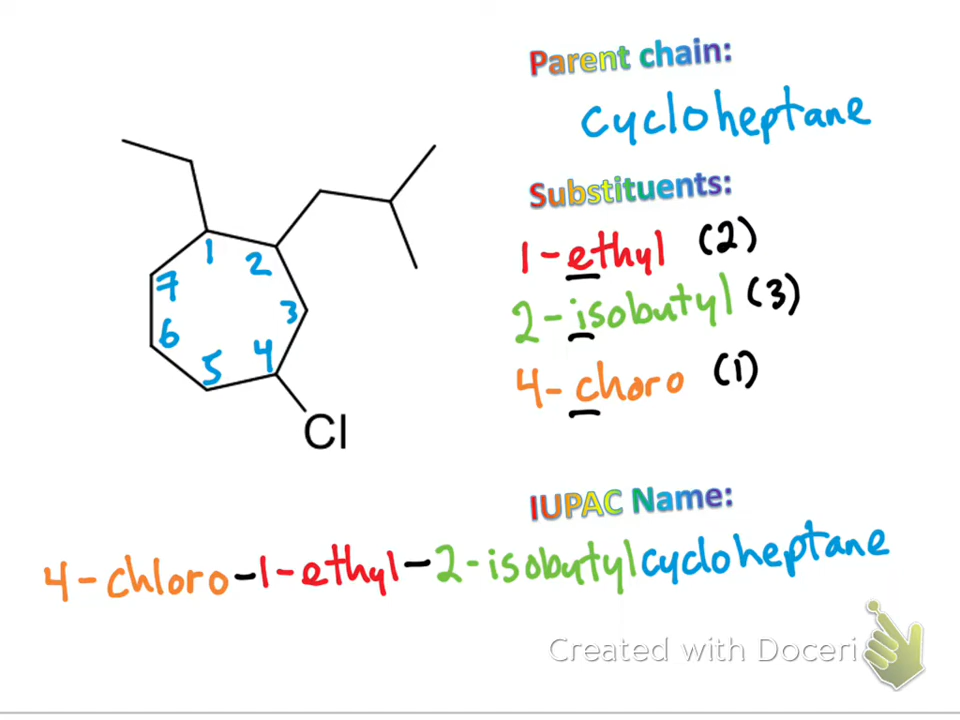 Parent chain:
cycloheptane
Substituents:
1-ethyl (2)
2-isobutyl (3)
4-choro (1)
1
2
7
3
6
4
5
Cl
IUPAC Name:
4-chloro-1-ethyl-2-isobutylcycloheptane
Created with Doceri